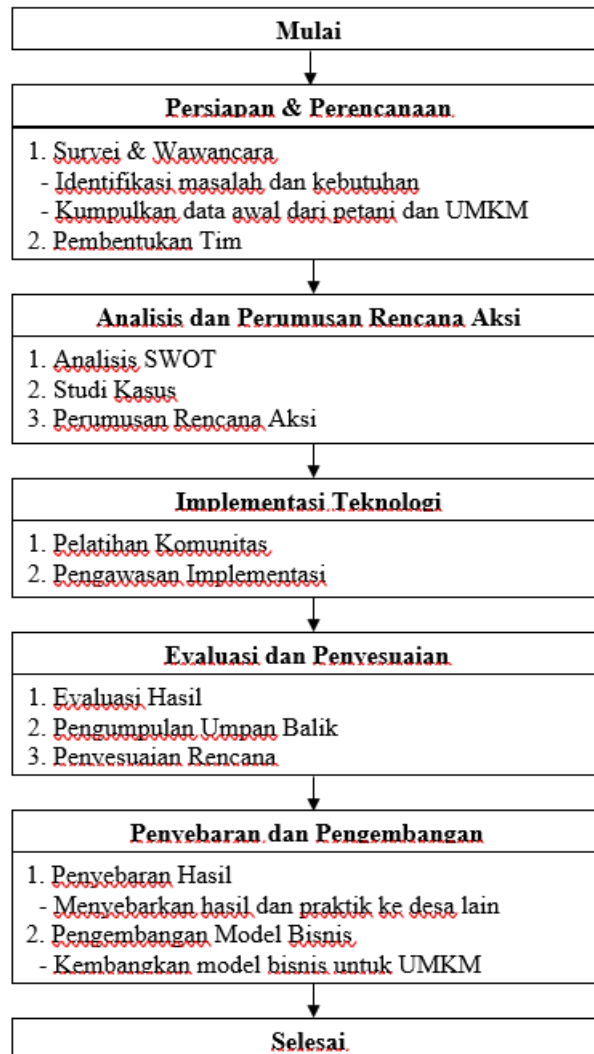 Mulai
Persiapan & Perencanaan
1. Survei & Wawancara
- Identifikasi masalah dan kebutuhan
- Kumpulkan data awal dari petani dan UMKM
2. Pembentukan Tim
Analisis dan Perumusan Rencana Aksi
1. Analisis SWOT
2. Studi Kasus
3. Perumusan Rencana Aksi
Implementasi Teknologi
1. Pelatihan Komunitas
2. Pengawasan Implementasi
Evaluasi dan Penyesuaian
1. Evaluasi Hasil
2. Pengumpulan Umpan Balik
3. Penyesuaian Rencana
Penyebaran dan Pengembangan
1. Penyebaran Hasil
- Menyebarkan hasil dan praktik ke desa lain
2. Pengembangan Model Bisnis
- Kembangkan model bisnis untuk UMKM
Selesai